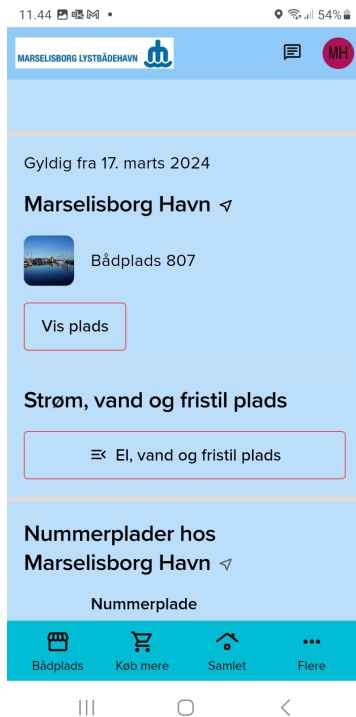 11.44 54%
MARSELISBORG LYSTBÅDEHAVN
MH
Gyldig fra 17. marts 2024
Marselisborg Havn
Bådplads 807
Vis plads
Strøm, vand og fristil plads
El, vand og fristil plads
Nummerplader hos
Marselisborg Havn
Nummerplade
Bådplads Køb mere Samlet Flere